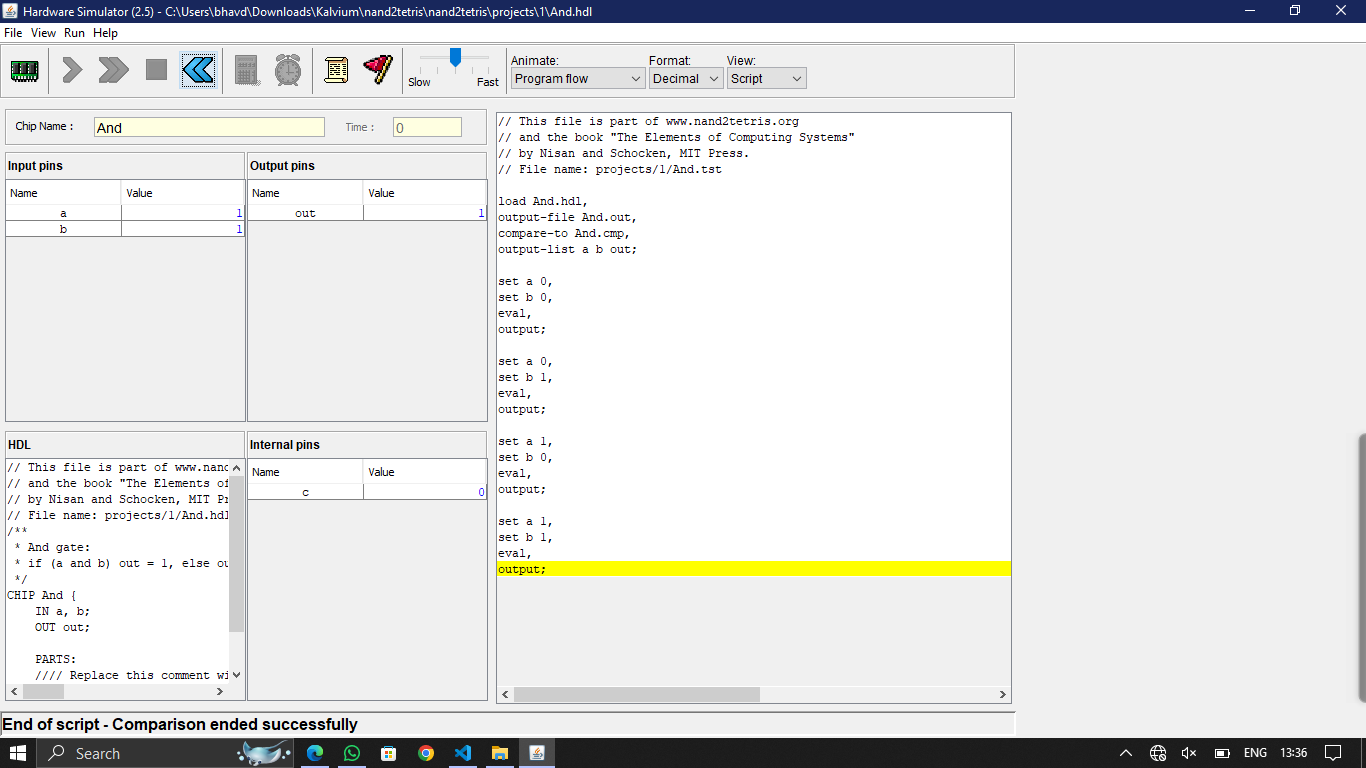 Hardware Simulator (2.5) - C:\Users\bhavd\Downloads\Kalvium\nand2tetris\nand2tetris\projects\1\And.hdl
File View Run Help
Animate: Format: View:
Slow Fast Program flow Decimal Script
Chip Name : And Time : 0
Input pins
Name Value
a 1
b 1
Output pins
Name Value
out 1
HDL
// This file is part of www.nand
// and the book "The Elements of
// by Nisan and Schocken, MIT Pr
// File name: projects/1/And.hdl
/**
* And gate:
* if (a and b) out = 1, else ou
*/
CHIP And {
IN a, b;
OUT out;
PARTS:
//// Replace this comment wi
Internal pins
Name Value
c 0
// This file is part of www.nand2tetris.org
// and the book "The Elements of Computing Systems"
// by Nisan and Schocken, MIT Press.
// File name: projects/1/And.tst
load And.hdl,
output-file And.out,
compare-to And.cmp,
output-list a b out;
set a 0,
set b 0,
eval,
output;
set a 0,
set b 1,
eval,
output;
set a 1,
set b 0,
eval,
output;
set a 1,
set b 1,
eval,
output;
End of script - Comparison ended successfully
Search ENG 13:36